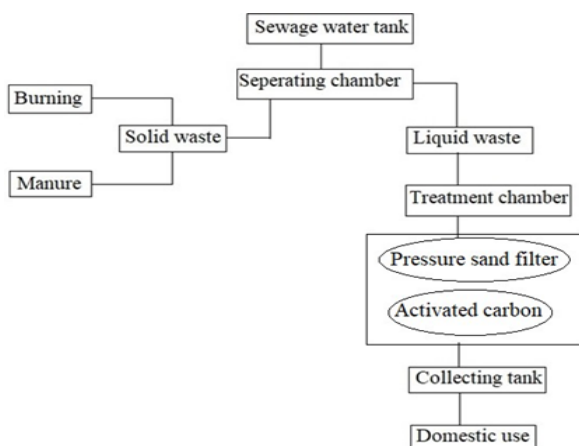 Sewage water tank
Seperating chamber
Burning
Solid waste
Manure
Liquid waste
Treatment chamber
Pressure sand filter
Activated carbon
Collecting tank
Domestic use